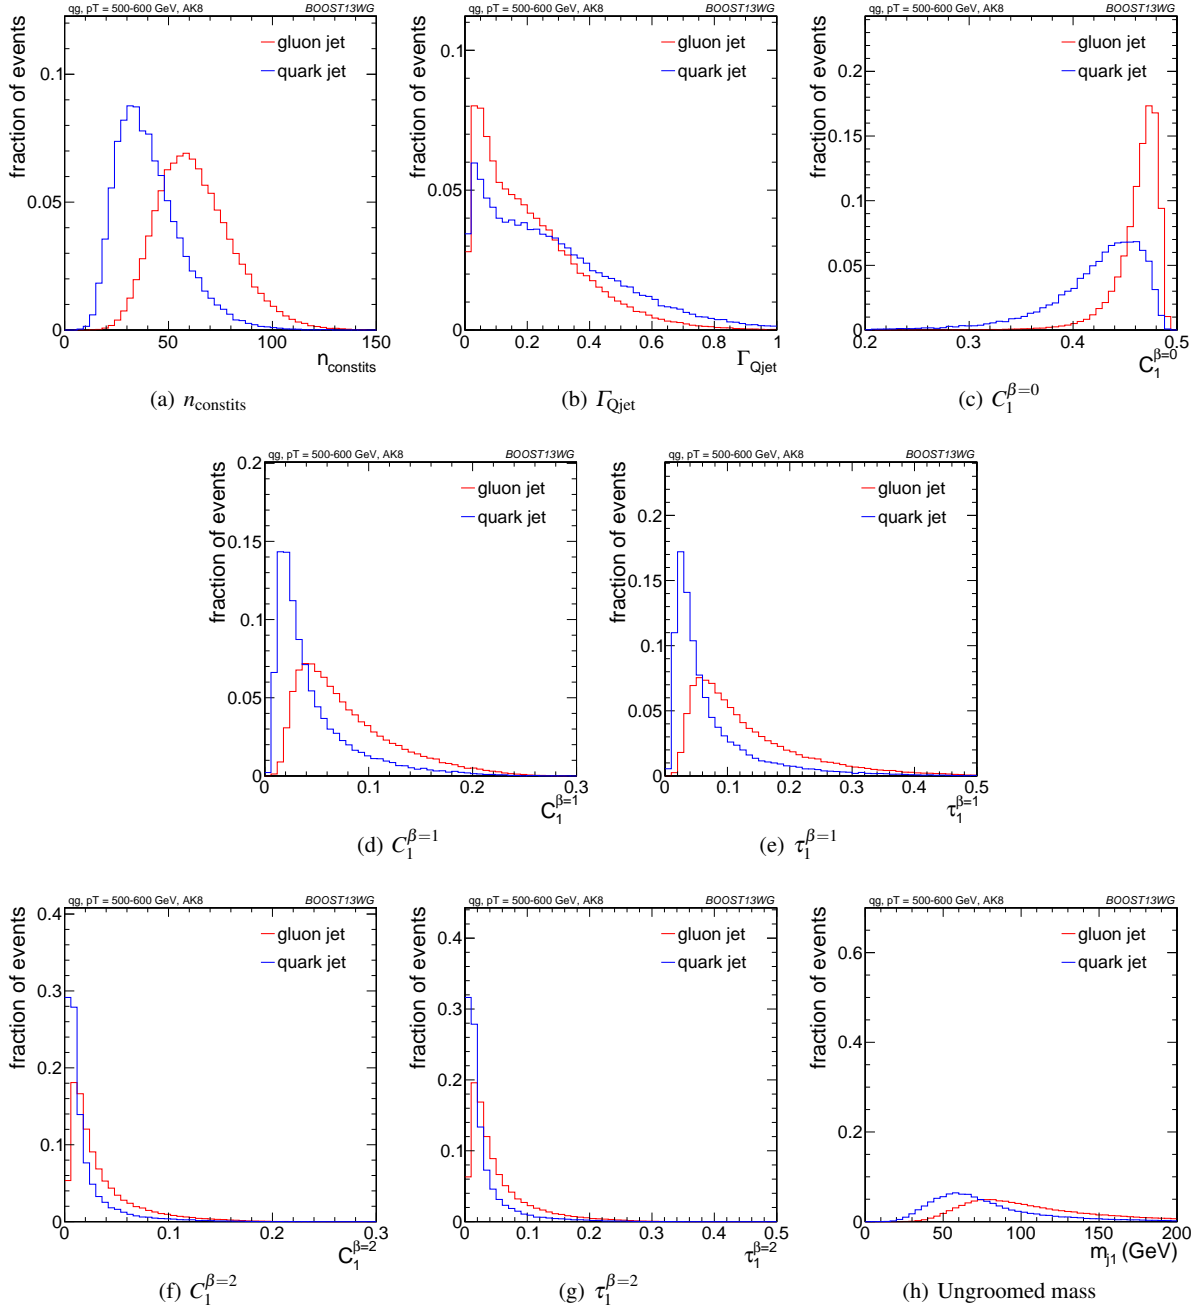 qg, pT = 500-600 GeV, AK8 BOOST13WG
fraction of events
gluon jet
quark jet
0.1
0.05
0
0 50 100 150
n_constits
(a) n_constits
qg, pT = 500-600 GeV, AK8 BOOST13WG
fraction of events
gluon jet
quark jet
0.1
0.05
0
0 0.2 0.4 0.6 0.8 1
Γ_Qjet
(b) Γ_Qjet
qg, pT = 500-600 GeV, AK8 BOOST13WG
fraction of events
gluon jet
quark jet
0.2
0.15
0.1
0.05
0
0.2 0.3 0.4 0.5
C_1^β=0
(c) C_1^β=0
qg, pT = 500-600 GeV, AK8 BOOST13WG
fraction of events
gluon jet
quark jet
0.2
0.15
0.1
0.05
0
0 0.1 0.2 0.3
C_1^β=1
(d) C_1^β=1
qg, pT = 500-600 GeV, AK8 BOOST13WG
fraction of events
gluon jet
quark jet
0.2
0.15
0.1
0.05
0
0 0.1 0.2 0.3 0.4 0.5
τ_1^β=1
(e) τ_1^β=1
qg, pT = 500-600 GeV, AK8 BOOST13WG
fraction of events
gluon jet
quark jet
0.4
0.3
0.2
0.1
0
0 0.1 0.2 0.3
C_1^β=2
(f) C_1^β=2
qg, pT = 500-600 GeV, AK8 BOOST13WG
fraction of events
gluon jet
quark jet
0.4
0.3
0.2
0.1
0
0 0.1 0.2 0.3 0.4 0.5
τ_1^β=2
(g) τ_1^β=2
qg, pT = 500-600 GeV, AK8 BOOST13WG
fraction of events
gluon jet
quark jet
0.6
0.4
0.2
0
0 50 100 150 200
m_j1 (GeV)
(h) Ungroomed mass